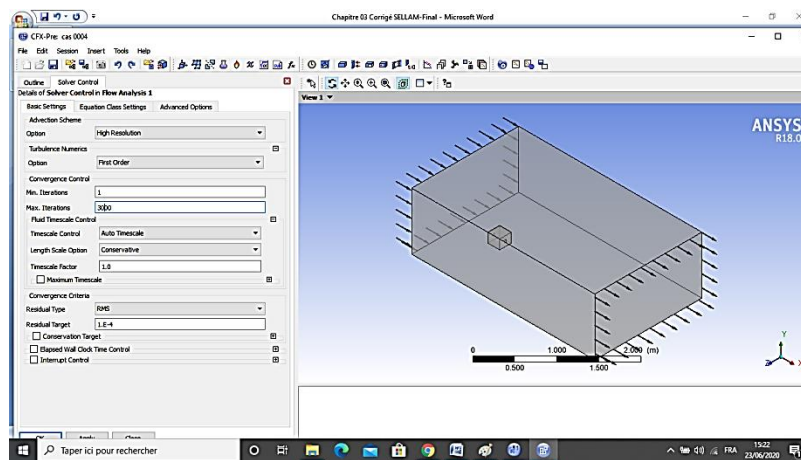 Chapitre 03 Corrigé SELLAM-Final - Microsoft Word
CFX-Pre: cas 0004
File Edit Session Insert Tools Help
Outline Solver Control
Details of Solver Control in Flow Analysis 1
Basic Settings Equation Class Settings Advanced Options
Advection Scheme
Option High Resolution
Turbulence Numerics
Option First Order
Convergence Control
Min. Iterations 1
Max. Iterations 3000
Fluid Timescale Control
Timescale Control Auto Timescale
Length Scale Option Conservative
Timescale Factor 1.0
Maximum Timescale
Convergence Criteria
Residual Type RMS
Residual Target 1.E-4
Conservation Target
Elapsed Wall Clock Time Control
Interrupt Control
OK Apply Close
View 1
ANSYS
R18.0
0 1.000 2.000 (m)
0.500 1.500
Y
Z X
Taper ici pour rechercher
FRA
15:22
23/06/2020